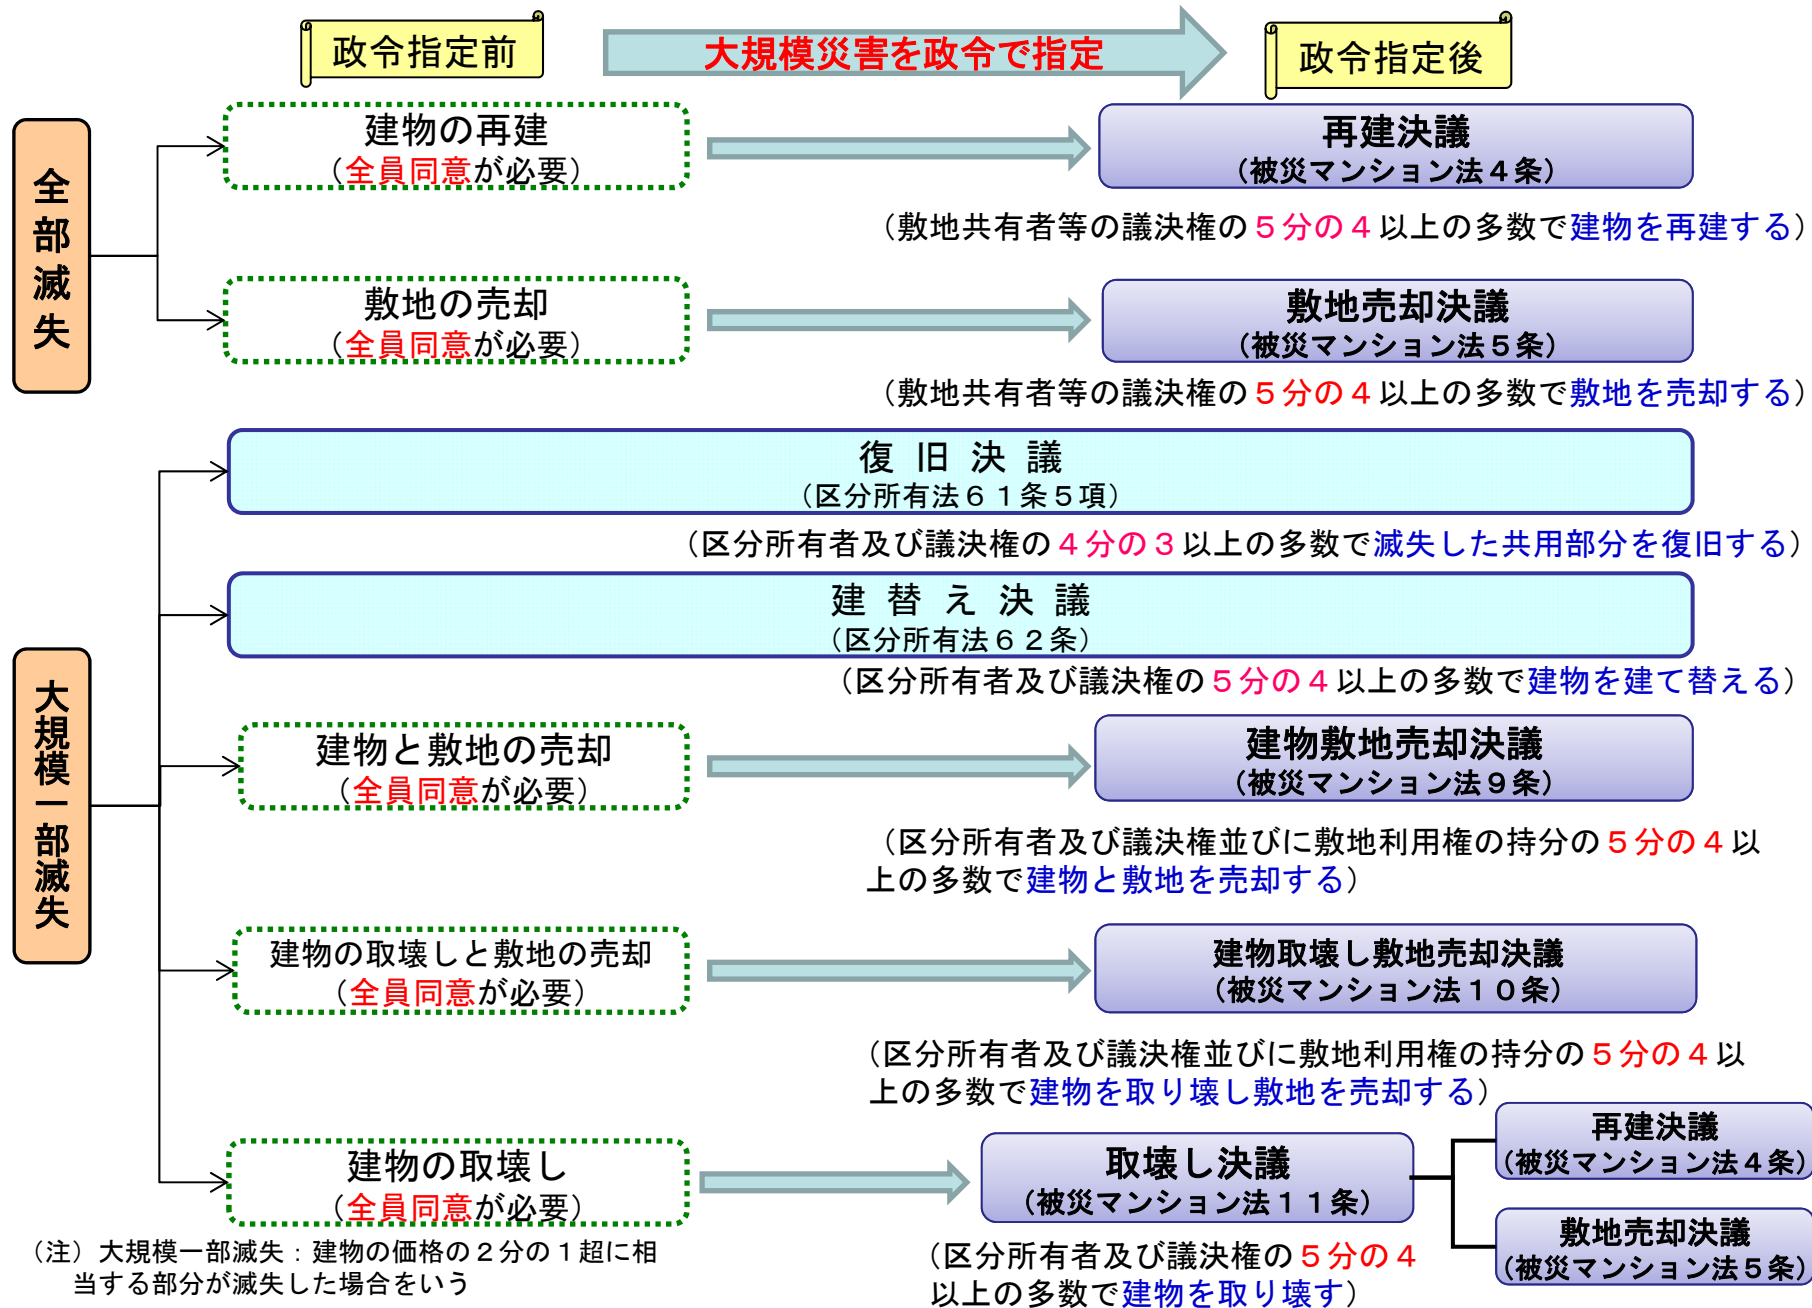 政令指定前
大規模災害を政令で指定
政令指定後
全部滅失
建物の再建
（全員同意が必要）
再建決議
（被災マンション法４条）
（敷地共有者等の議決権の５分の４以上の多数で建物を再建する）
敷地の売却
（全員同意が必要）
敷地売却決議
（被災マンション法５条）
（敷地共有者等の議決権の５分の４以上の多数で敷地を売却する）
大規模一部滅失
復旧決議
（区分所有法６１条５項）
（区分所有者及び議決権の４分の３以上の多数で滅失した共用部分を復旧する）
建替え決議
（区分所有法６２条）
（区分所有者及び議決権の５分の４以上の多数で建物を建て替える）
建物と敷地の売却
（全員同意が必要）
建物敷地売却決議
（被災マンション法９条）
（区分所有者及び議決権並びに敷地利用権の持分の５分の４以
上の多数で建物と敷地を売却する）
建物の取壊しと敷地の売却
（全員同意が必要）
建物取壊し敷地売却決議
（被災マンション法１０条）
（区分所有者及び議決権並びに敷地利用権の持分の５分の４以
上の多数で建物を取り壊し敷地を売却する）
建物の取壊し
（全員同意が必要）
取壊し決議
（被災マンション法１１条）
（区分所有者及び議決権の５分の４
以上の多数で建物を取り壊す）
再建決議
（被災マンション法４条）
敷地売却決議
（被災マンション法５条）
（注）大規模一部滅失：建物の価格の２分の１超に相
当する部分が滅失した場合をいう